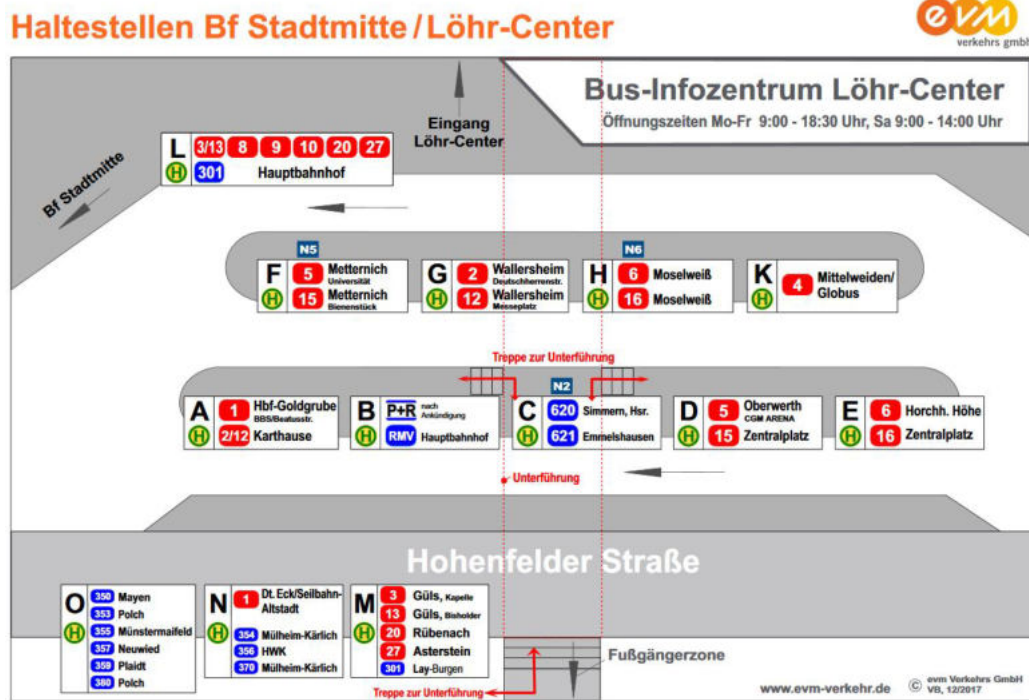 Haltestellen Bf Stadtmitte / Löhr-Center
evm
verkehrs gmbh
Bus-Infozentrum Löhr-Center
Öffnungszeiten Mo-Fr 9:00 - 18:30 Uhr, Sa 9:00 - 14:00 Uhr
Eingang
Löhr-Center
Bf Stadtmitte
L 3/13 8 9 10 20 27
H 301 Hauptbahnhof
N5
F 5 Metternich
Universität
H 15 Metternich
Bienenstück
G 2 Wallersheim
Deutschherrenstr.
H 12 Wallersheim
Messeplatz
N6
H 6 Moselweiß
H 16 Moselweiß
K 4 Mittelweiden/
H Globus
Treppe zur Unterführung
A 1 Hbf-Goldgrube
BBS/Beatusstr.
H 2/12 Karthause
B P+R nach
Ankündigung
H RMV Hauptbahnhof
N2
C 620 Simmern, Hsr.
H 621 Emmelshausen
D 5 Oberwerth
CGM ARENA
H 15 Zentralplatz
E 6 Horchh. Höhe
H 16 Zentralplatz
Unterführung
Hohenfelder Straße
O 350 Mayen
353 Polch
H 355 Münstermaifeld
357 Neuwied
359 Plaidt
380 Polch
N 1 Dt. Eck/Seilbahn-
Altstadt
H 354 Mülheim-Kärlich
356 HWK
370 Mülheim-Kärlich
M 3 Güls, Kapelle
13 Güls, Bisholder
H 20 Rübenach
27 Asterstein
301 Lay-Burgen
Treppe zur Unterführung
Fußgängerzone
www.evm-verkehr.de
© evm Verkehrs GmbH
VB, 12/2017